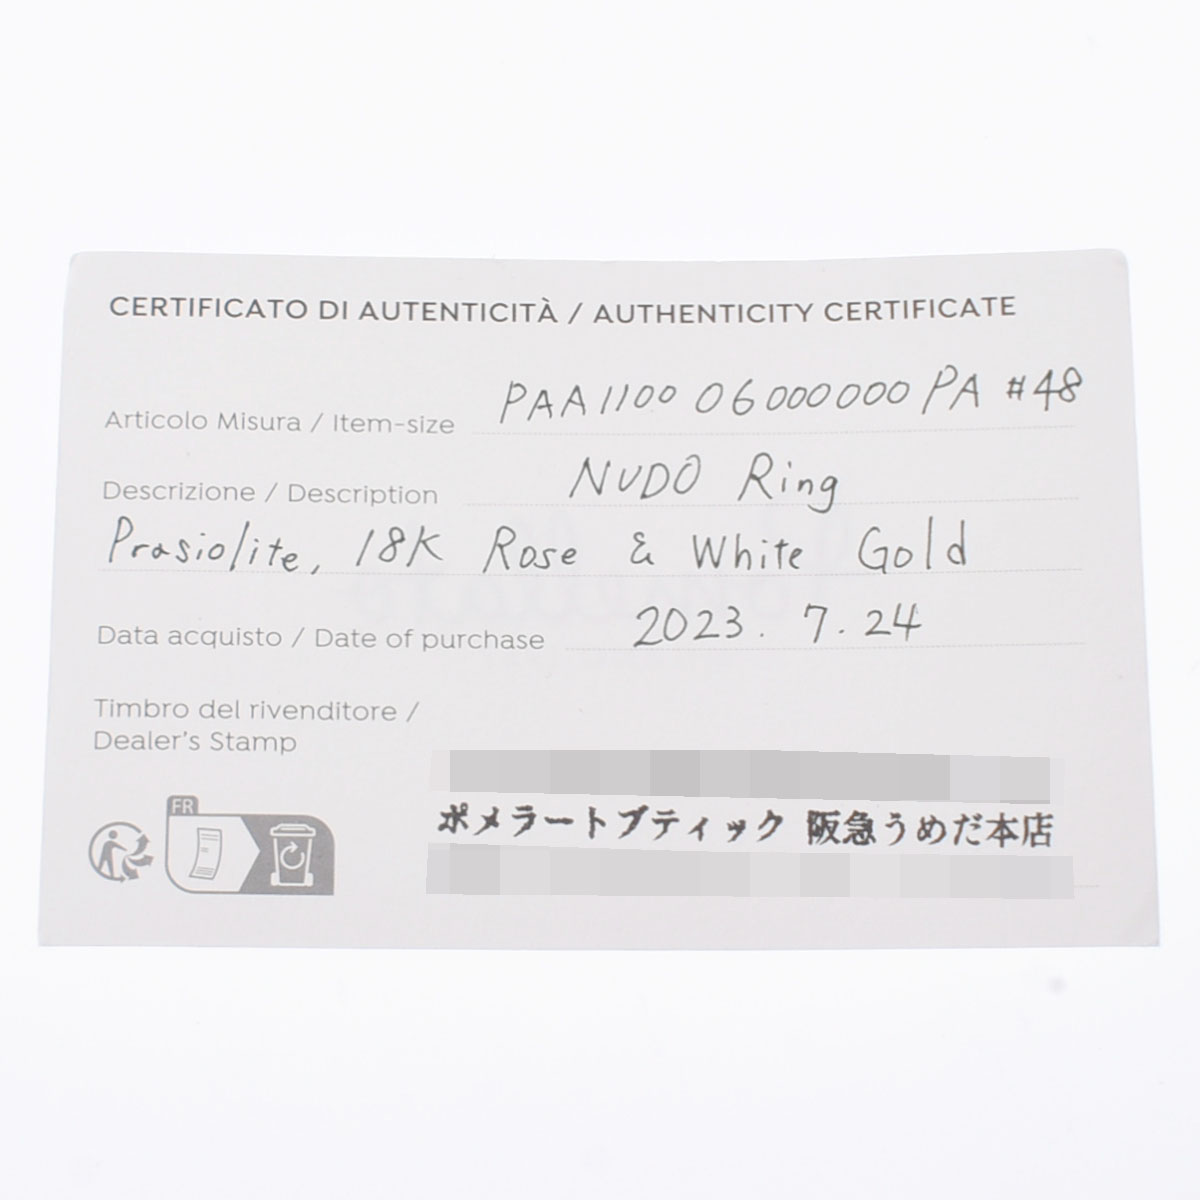 CERTIFICATO DI AUTENTICITÀ / AUTHENTICITY CERTIFICATE
Articolo Misura / Item-size PAA1100 06000000 PA #48
Descrizione / Description NUDO Ring
Prasiolite, 18K Rose & White Gold
Data acquisto / Date of purchase 2023. 7. 24
Timbro del rivenditore /
Dealer's Stamp
FR
ポメラートブティック 阪急うめだ本店